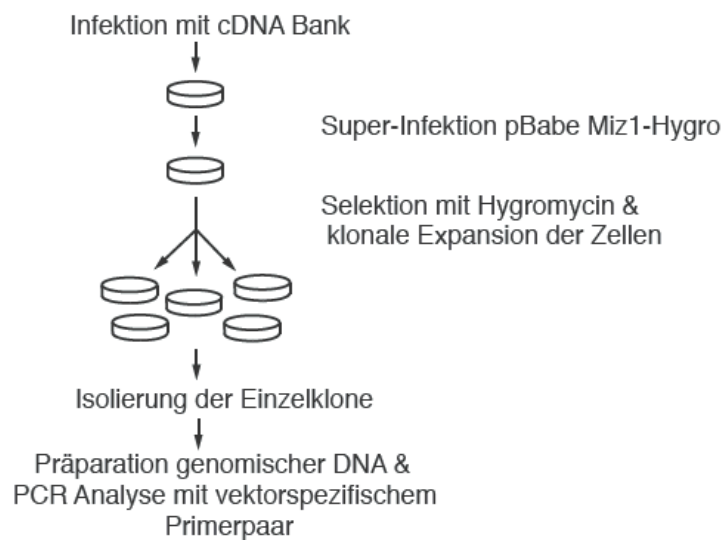 Infektion mit cDNA Bank
Super-Infektion pBabe Miz1-Hygro
Selektion mit Hygromycin &
klonale Expansion der Zellen
Isolierung der Einzelklone
Präparation genomischer DNA &
PCR Analyse mit vektorspezifischem
Primerpaar